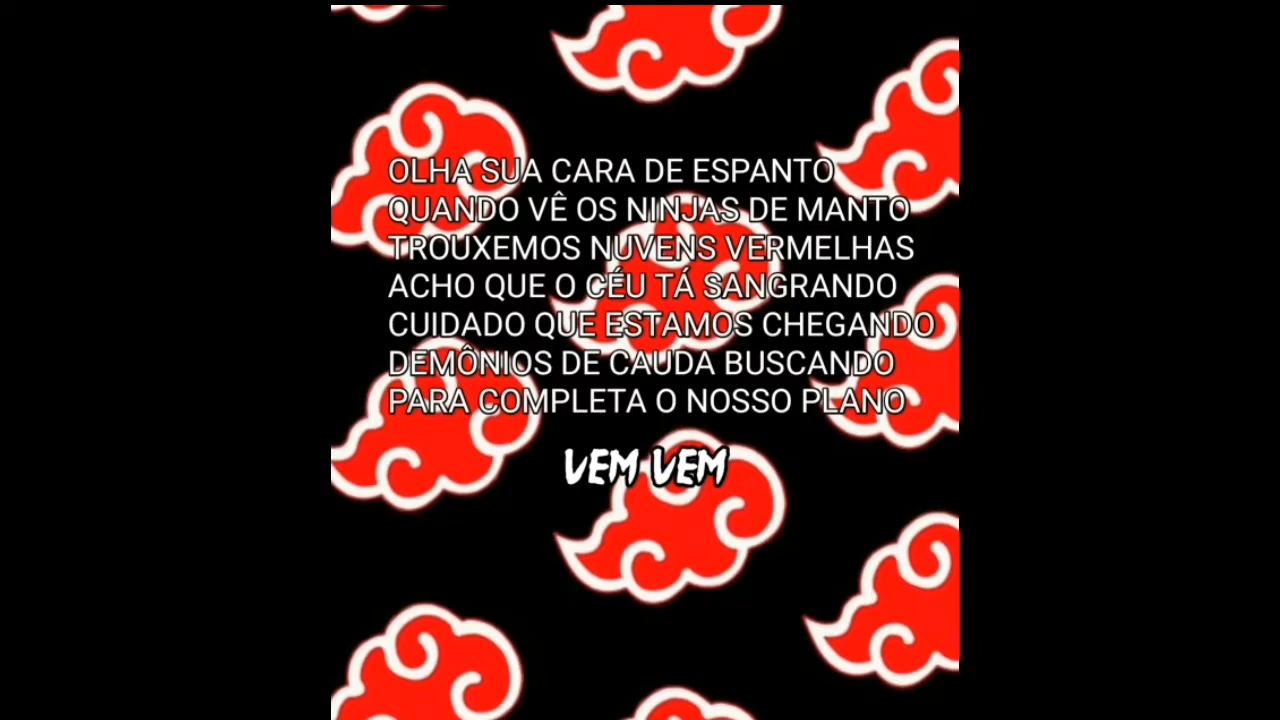 OLHA SUA CARA DE ESPANTO
QUANDO VÊ OS NINJAS DE MANTO
TROUXEMOS NUVENS VERMELHAS
ACHO QUE O CÉU TÁ SANGRANDO
CUIDADO QUE ESTAMOS CHEGANDO
DEMÔNIOS DE CAUDA BUSCANDO
PARA COMPLETA O NOSSO PLANO
VEM VEM